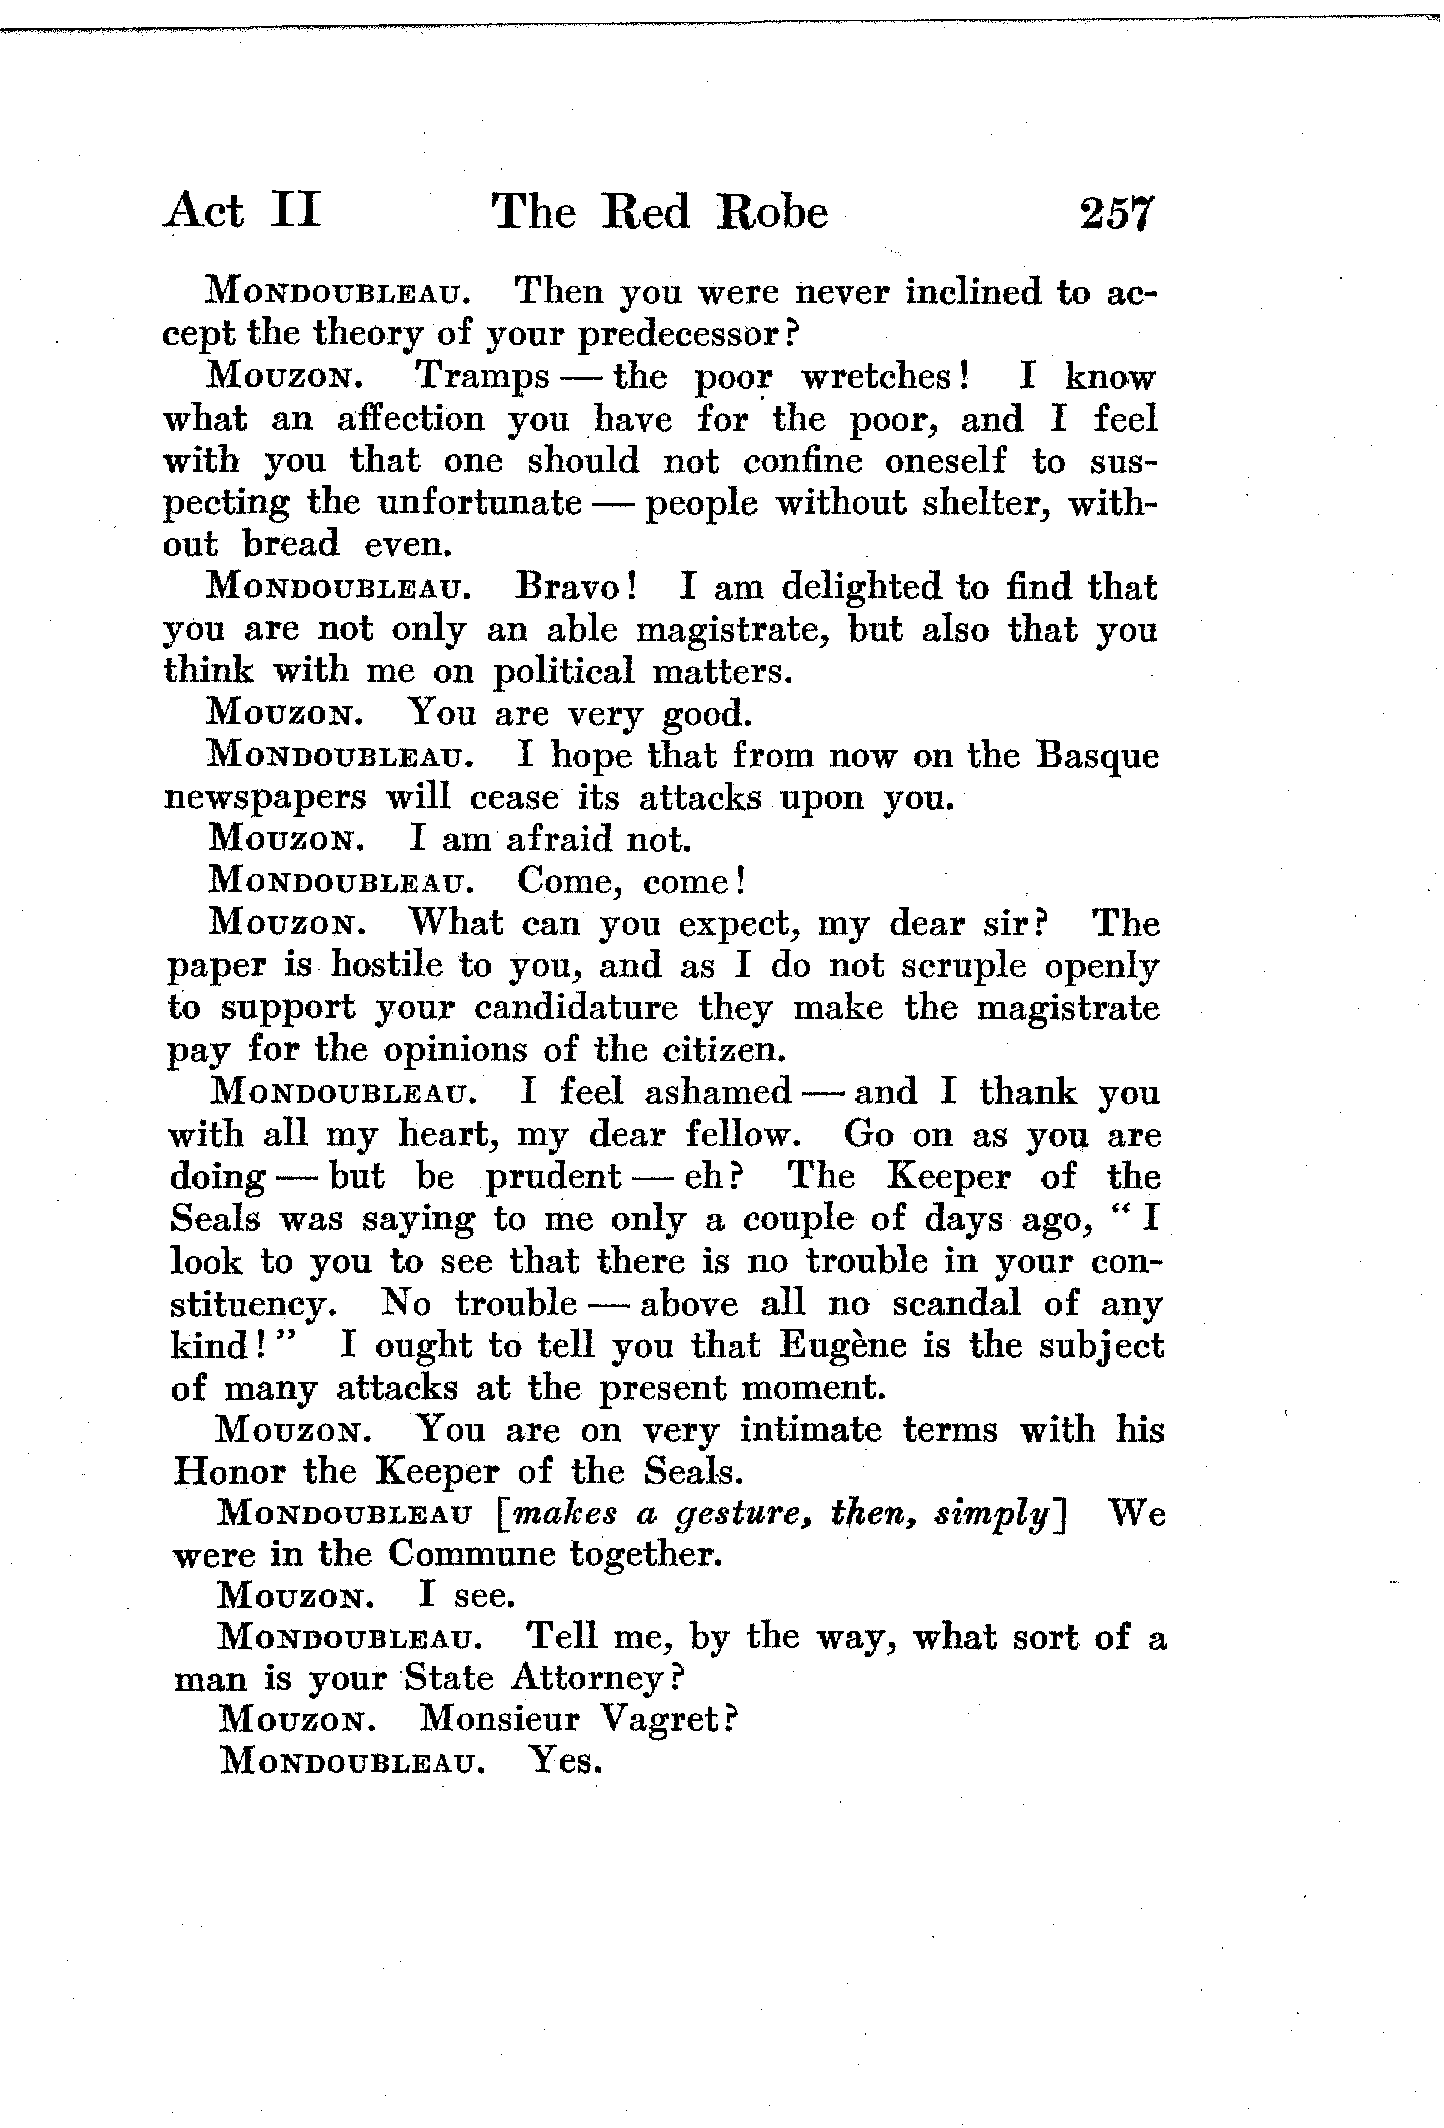 Act II The Red Robe 257
MONDOUBLEAU. Then you were never inclined to ac-
cept the theory of your predecessor?
MOUZON. Tramps — the poor wretches! I know
what an affection you have for the poor, and I feel
with you that one should not confine oneself to sus-
pecting the unfortunate — people without shelter, with-
out bread even.
MONDOUBLEAU. Bravo! I am delighted to find that
you are not only an able magistrate, but also that you
think with me on political matters.
MOUZON. You are very good.
MONDOUBLEAU. I hope that from now on the Basque
newspapers will cease its attacks upon you.
MOUZON. I am afraid not.
MONDOUBLEAU. Come, come!
MOUZON. What can you expect, my dear sir? The
paper is hostile to you, and as I do not scruple openly
to support your candidature they make the magistrate
pay for the opinions of the citizen.
MONDOUBLEAU. I feel ashamed — and I thank you
with all my heart, my dear fellow. Go on as you are
doing — but be prudent — eh? The Keeper of the
Seals was saying to me only a couple of days ago, “ I
look to you to see that there is no trouble in your con-
stituency. No trouble — above all no scandal of any
kind! ” I ought to tell you that Eugène is the subject
of many attacks at the present moment.
MOUZON. You are on very intimate terms with his
Honor the Keeper of the Seals.
MONDOUBLEAU [makes a gesture, then, simply] We
were in the Commune together.
MOUZON. I see.
MONDOUBLEAU. Tell me, by the way, what sort of a
man is your State Attorney?
MOUZON. Monsieur Vagret?
MONDOUBLEAU. Yes.